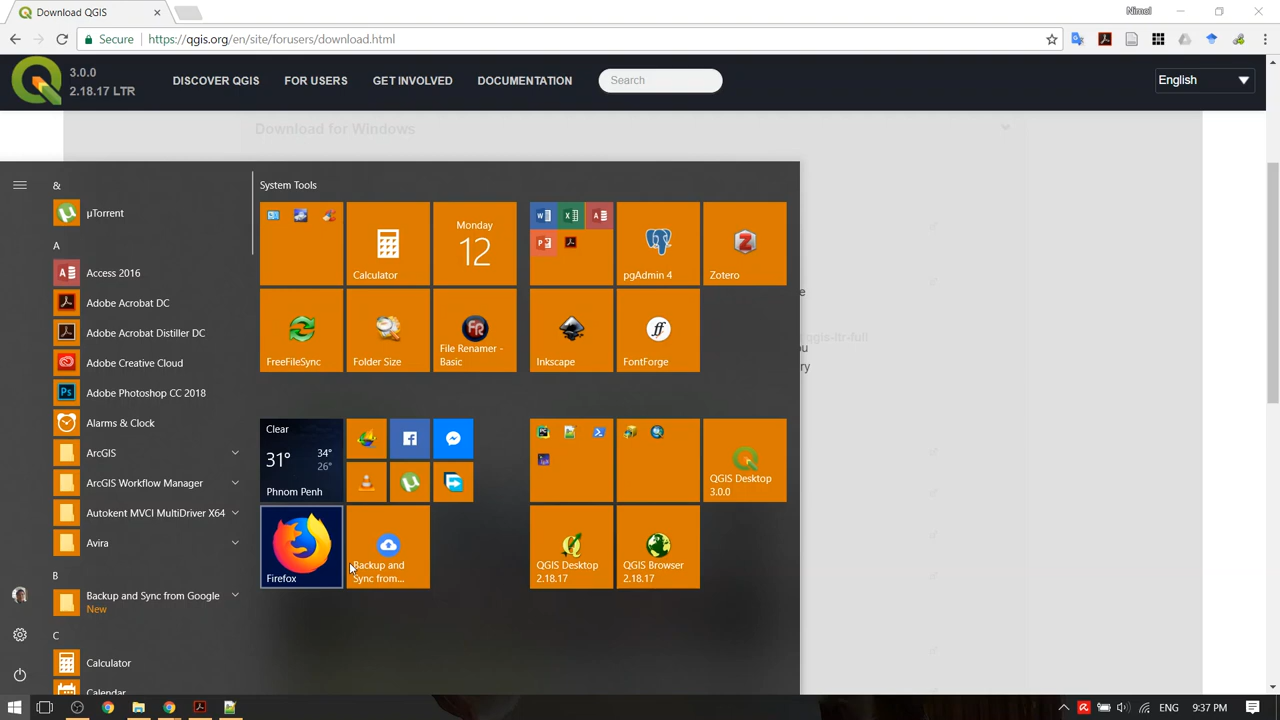 Download QGIS
Nimol
Secure
https://qgis.org/en/site/forusers/download.html
3.0.0
2.18.17 LTR
DISCOVER QGIS
FOR USERS
GET INVOLVED
DOCUMENTATION
Search
English
Download for Windows
&
µTorrent
A
Access 2016
Adobe Acrobat DC
Adobe Acrobat Distiller DC
Adobe Creative Cloud
Adobe Photoshop CC 2018
Alarms & Clock
ArcGIS
ArcGIS Workflow Manager
Autokent MVCI MultiDriver X64
Avira
B
Backup and Sync from Google
New
C
Calculator
Calendar
System Tools
Calculator
Monday
12
pgAdmin 4
Zotero
FreeFileSync
Folder Size
File Renamer -
Basic
Inkscape
FontForge
Clear
31°
34°
26°
Phnom Penh
QGIS Desktop
3.0.0
Firefox
Backup and
Sync from...
QGIS Desktop
2.18.17
QGIS Browser
2.18.17
e
qgis-ltr-full
ou
ry
ENG
9:37 PM